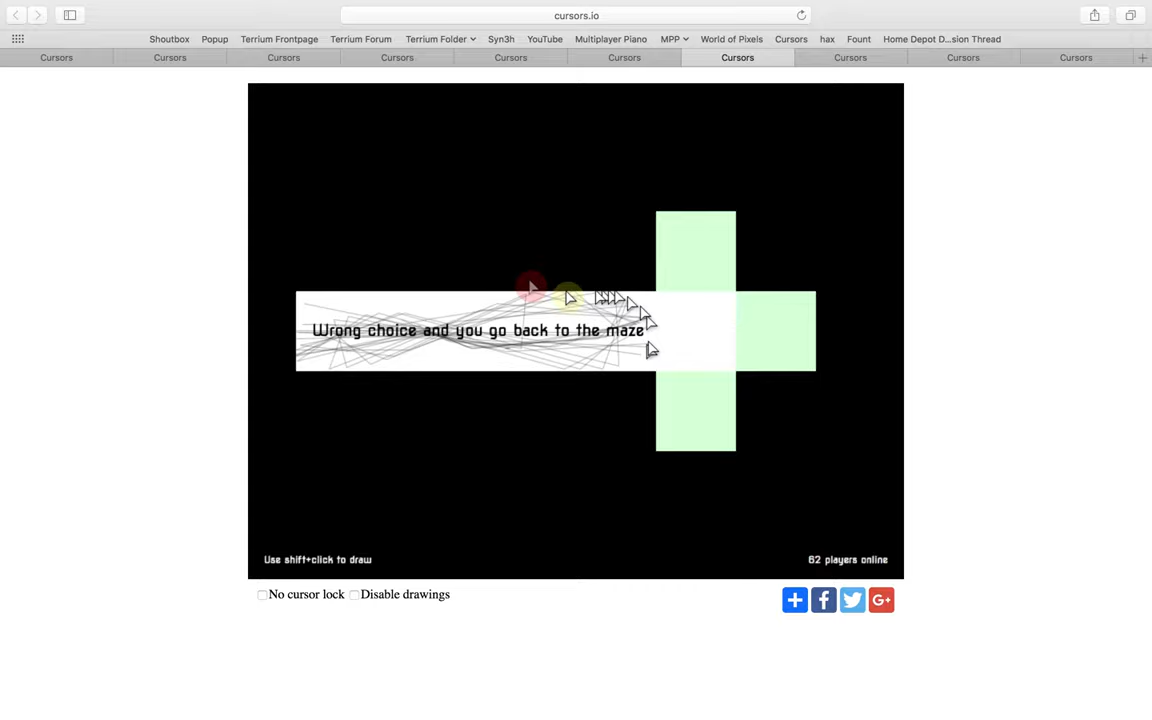 cursors.io
Shoutbox Popup Terrium Frontpage Terrium Forum Terrium Folder Syn3h YouTube Multiplayer Piano MPP World of Pixels Cursors hax Fount Home Depot D...sion Thread
Cursors Cursors Cursors Cursors Cursors Cursors Cursors Cursors Cursors Cursors
Wrong choice and you go back to the maze
Use shift+click to draw 62 players online
No cursor lock Disable drawings
G+